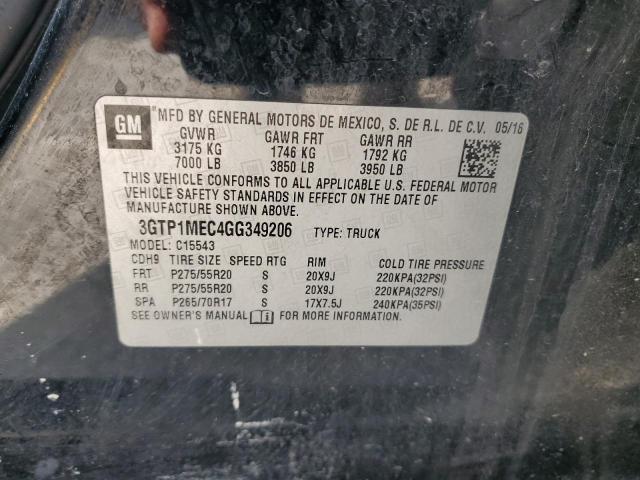 GM
MFD BY GENERAL MOTORS DE MEXICO, S. DE R.L. DE C.V. 05/16
GVWR GAWR FRT GAWR RR
3175 KG 1746 KG 1792 KG
7000 LB 3850 LB 3950 LB
THIS VEHICLE CONFORMS TO ALL APPLICABLE U.S. FEDERAL MOTOR
VEHICLE SAFETY STANDARDS IN EFFECT ON THE DATE OF
MANUFACTURE SHOWN ABOVE.
3GTP1MEC4GG349206 TYPE: TRUCK
MODEL: C15543
CDH9 TIRE SIZE SPEED RTG RIM COLD TIRE PRESSURE
FRT P275/55R20 S 20X9J 220KPA(32PSI)
RR P275/55R20 S 20X9J 220KPA(32PSI)
SPA P265/70R17 S 17X7.5J 240KPA(35PSI)
SEE OWNER'S MANUAL FOR MORE INFORMATION.